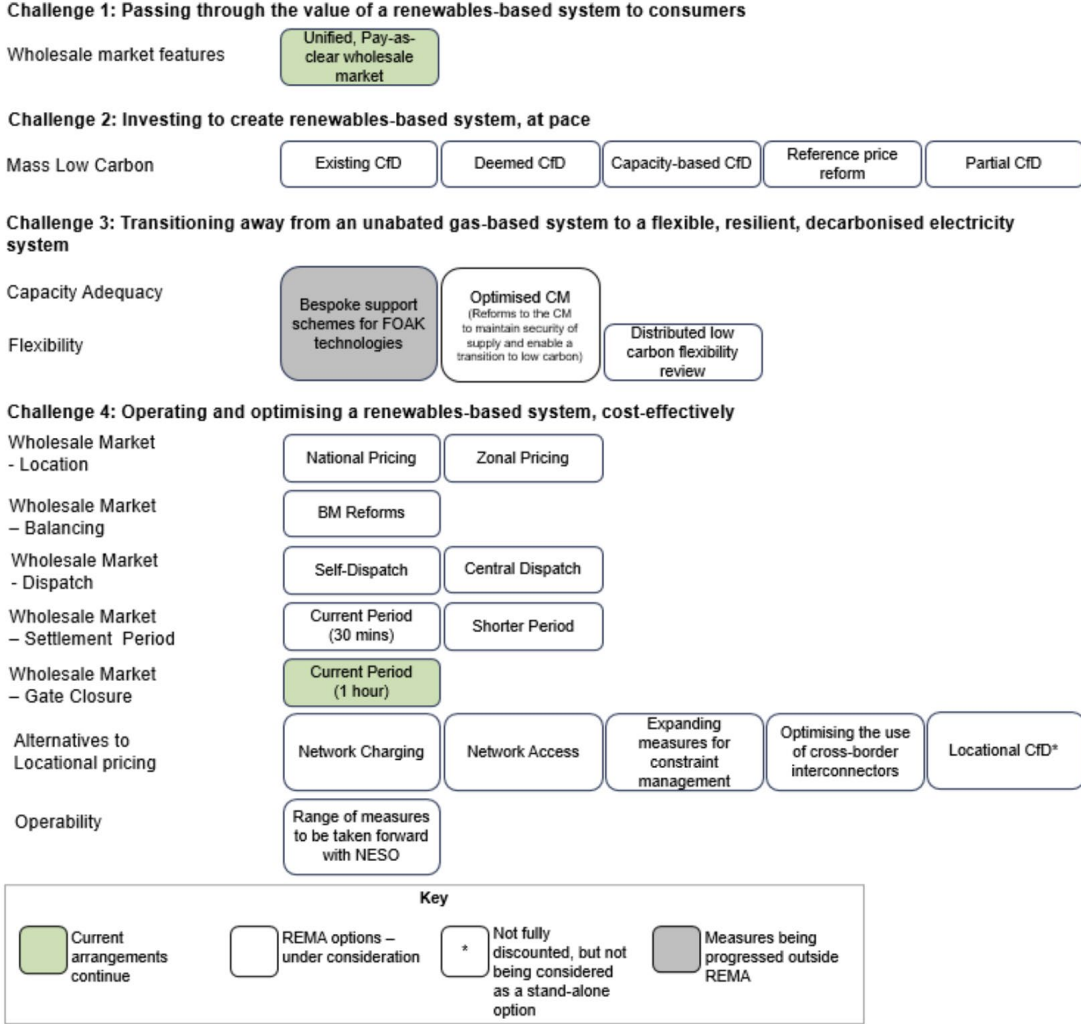 Challenge 1: Passing through the value of a renewables-based system to consumers
Wholesale market features
Unified, Pay-as-
clear wholesale
market
Challenge 2: Investing to create renewables-based system, at pace
Mass Low Carbon
Existing CfD
Deemed CfD
Capacity-based CfD
Reference price
reform
Partial CfD
Challenge 3: Transitioning away from an unabated gas-based system to a flexible, resilient, decarbonised electricity
system
Capacity Adequacy
Flexibility
Bespoke support
schemes for FOAK
technologies
Optimised CM
(Reforms to the CM
to maintain security of
supply and enable a
transition to low carbon)
Distributed low
carbon flexibility
review
Challenge 4: Operating and optimising a renewables-based system, cost-effectively
Wholesale Market
- Location
National Pricing
Zonal Pricing
Wholesale Market
– Balancing
BM Reforms
Wholesale Market
- Dispatch
Self-Dispatch
Central Dispatch
Wholesale Market
– Settlement Period
Current Period
(30 mins)
Shorter Period
Wholesale Market
– Gate Closure
Current Period
(1 hour)
Alternatives to
Locational pricing
Network Charging
Network Access
Expanding
measures for
constraint
management
Optimising the use
of cross-border
interconnectors
Locational CfD*
Operability
Range of measures
to be taken forward
with NESO
Key
Current
arrangements
continue
REMA options –
under consideration
*
Not fully
discounted, but not
being considered
as a stand-alone
option
Measures being
progressed outside
REMA